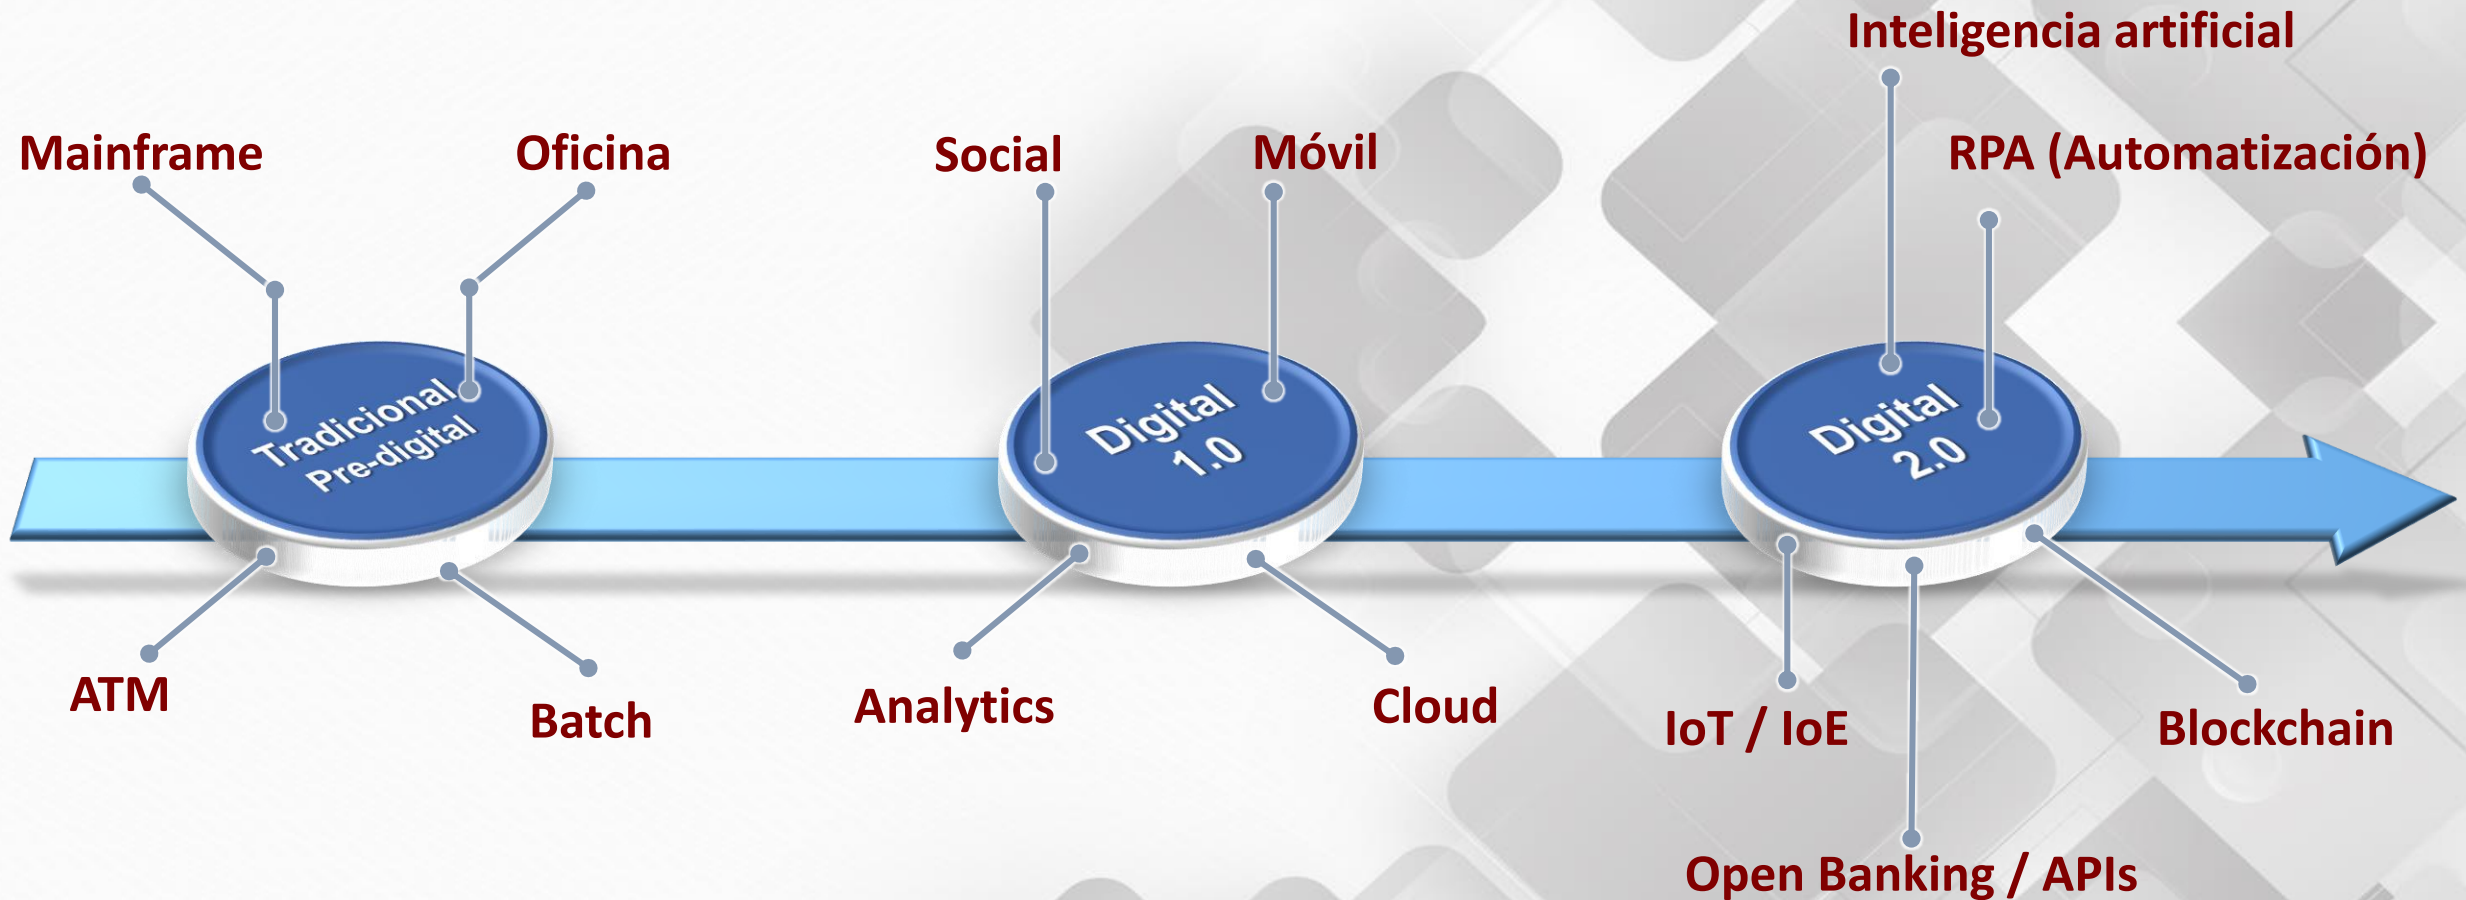 Inteligencia artificial
Mainframe
Oficina
Social
Móvil
RPA (Automatización)
Tradicional
Pre-digital
Digital
1.0
Digital
2.0
ATM
Batch
Analytics
Cloud
IoT / IoE
Blockchain
Open Banking / APIs